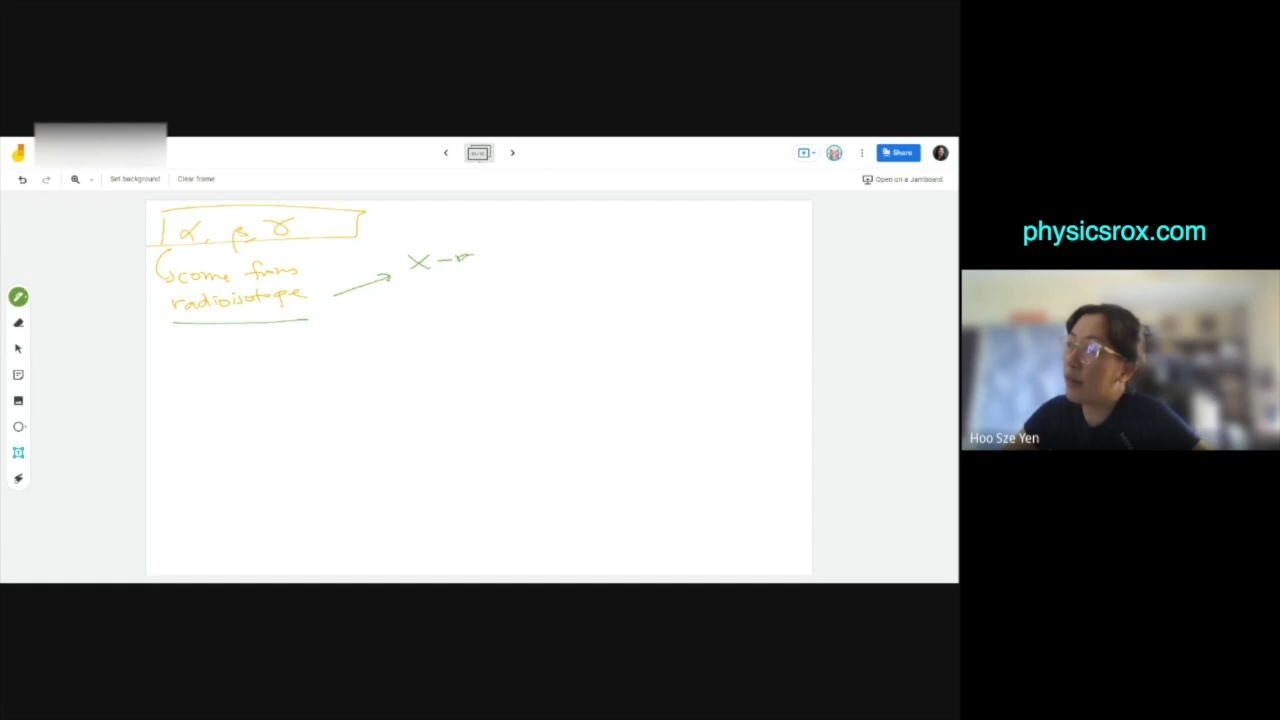 Share
Set background
Clear frame
Open on a Jamboard
α, β, γ
come from
radioisotope
X-r
physicsrox.com
Hoo Sze Yen